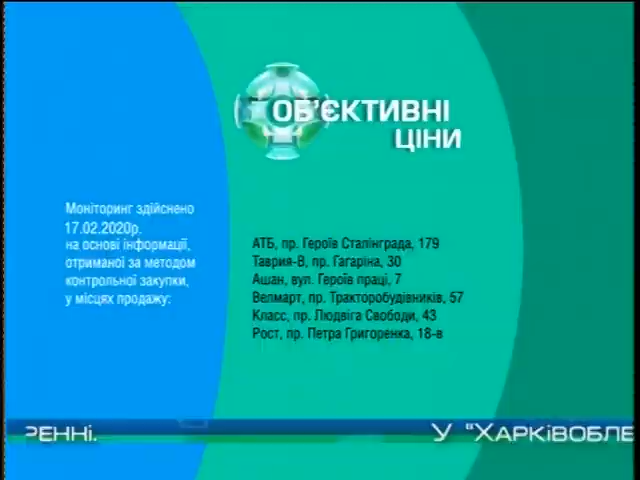 ОБ'ЄКТИВНІ
ЦІНИ
Моніторинг здійснено
17.02.2020р.
на основі інформації,
отриманої за методом
контрольної закупки,
у місцях продажу:
АТБ, пр. Героїв Сталінграда, 179
Таврия-В, пр. Гагаріна, 30
Ашан, вул. Героїв праці, 7
Велмарт, пр. Тракторобудівників, 57
Класс, пр. Людвіга Свободи, 43
Рост, пр. Петра Григоренка, 18-в
РЕННІ. У "ХАРКІВОБЛЕ